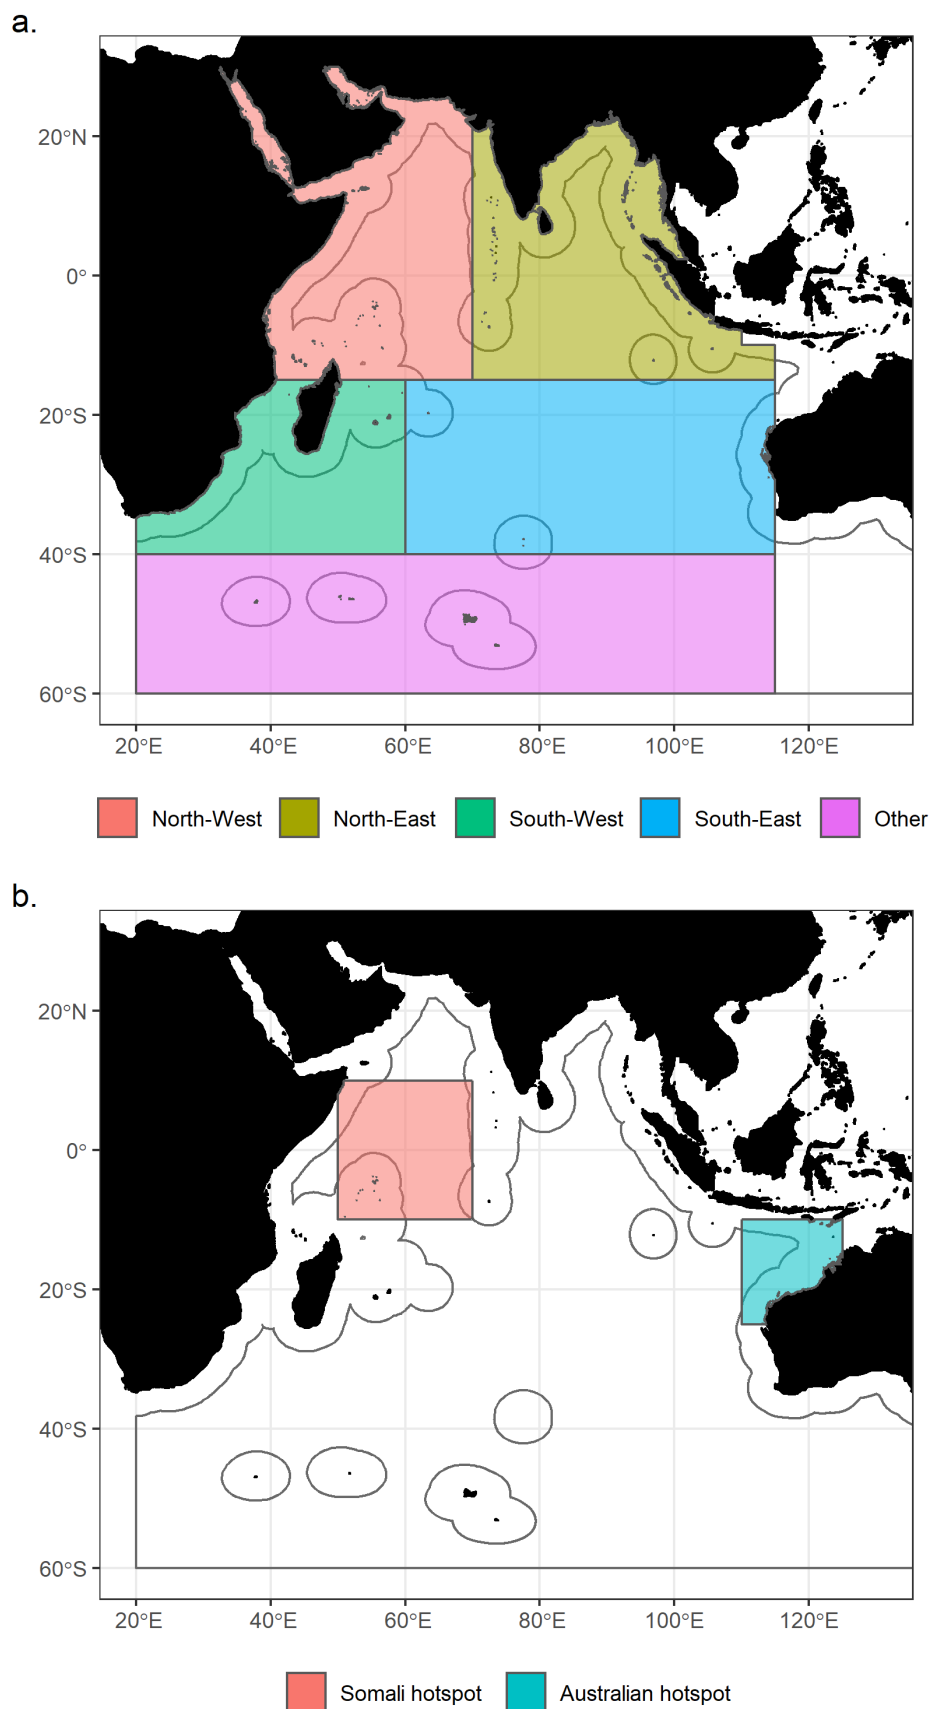 a.
20°N
0°
20°S
40°S
60°S
20°E 40°E 60°E 80°E 100°E 120°E
North-West North-East South-West South-East Other
b.
20°N
0°
20°S
40°S
60°S
20°E 40°E 60°E 80°E 100°E 120°E
Somali hotspot Australian hotspot